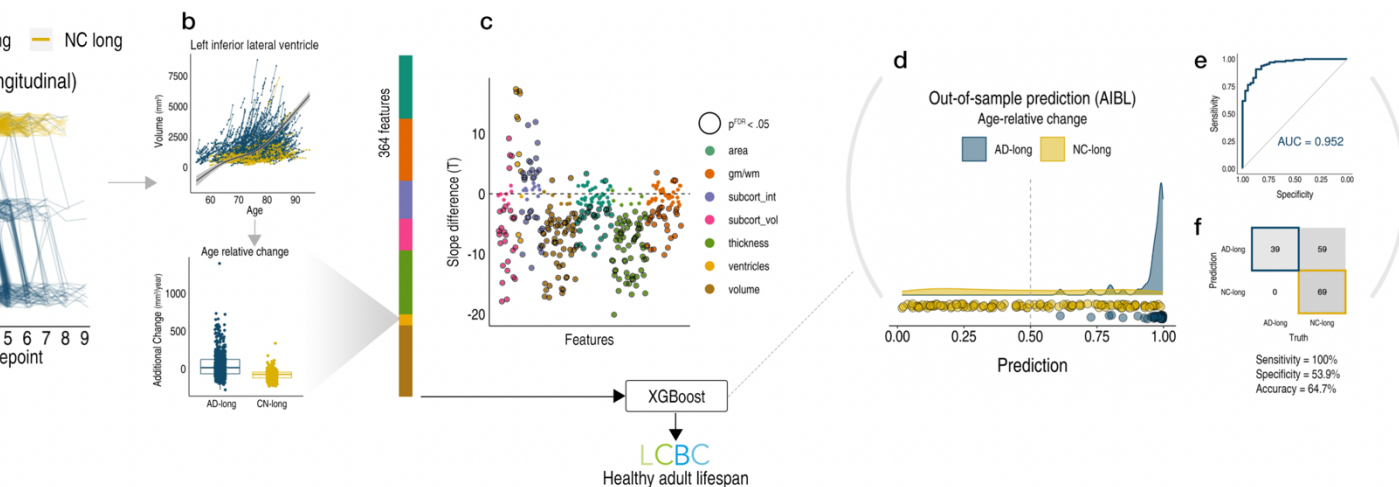 ng NC long
ngitudinal)
5 6 7 8 9
epoint
b
Left inferior lateral ventricle
Volume (mm³)
7500
5000
2500
0
60 70 80 90
Age
Age relative change
Additional Change (mm³/year)
1000
500
0
AD-long CN-long
364 features
c
Slope difference (T)
10
0
-10
-20
Features
pFDR < .05
area
gm/wm
subcort_int
subcort_vol
thickness
ventricles
volume
XGBoost
LCBC
Healthy adult lifespan
d
Out-of-sample prediction (AIBL)
Age-relative change
AD-long NC-long
0.00 0.25 0.50 0.75 1.00
Prediction
e
Sensitivity
1.00
0.75
0.50
0.25
0.00
AUC = 0.952
1.00 0.75 0.50 0.25 0.00
Specificity
f
Prediction
AD-long 39 59
NC-long 0 69
AD-long NC-long
Truth
Sensitivity = 100%
Specificity = 53.9%
Accuracy = 64.7%